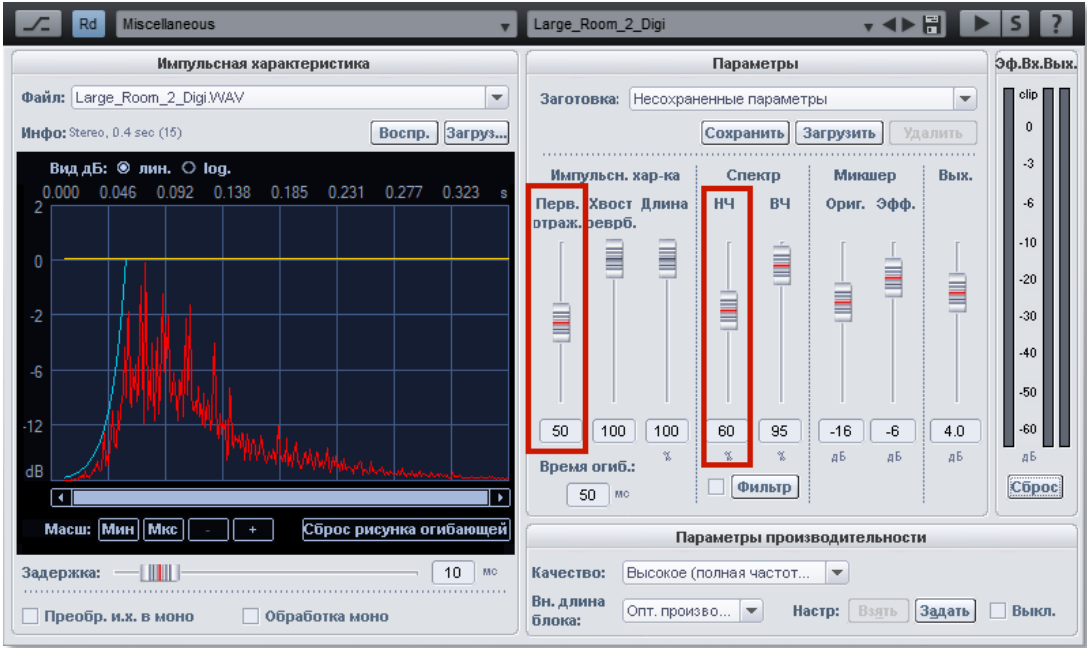 Rd Miscellaneous Large_Room_2_Digi S ?
Импульсная характеристика
Файл: Large_Room_2_Digi.WAV
Инфо: Stereo, 0.4 sec (15) Воспр. Загруз...
Вид дБ: лин. log.
0.000 0.046 0.092 0.138 0.185 0.231 0.277 0.323 s
2
0
-2
-6
-12
dB
Масш: Мин Мкс - + Сброс рисунка огибающей
Задержка: 10 мс
Преобр. и.х. в моно Обработка моно
Параметры
Заготовка: Несохраненные параметры
Сохранить Загрузить Удалить
Импульсн. хар-ка Спектр Микшер Вых.
Перв. Хвост Длина НЧ ВЧ Ориг. Эфф.
отраж. реврб.
50 100 100 60 95 -16 -6 4.0
% % % дБ дБ дБ
Время огиб.:
50 мс Фильтр
Эф.Вх.Вых.
clip
0
-3
-6
-10
-20
-30
-40
-50
-60
дБ
Сброс
Параметры производительности
Качество: Высокое (полная частот...
Вн. длина
блока: Опт. произво... Настр: Взять Задать Выкл.